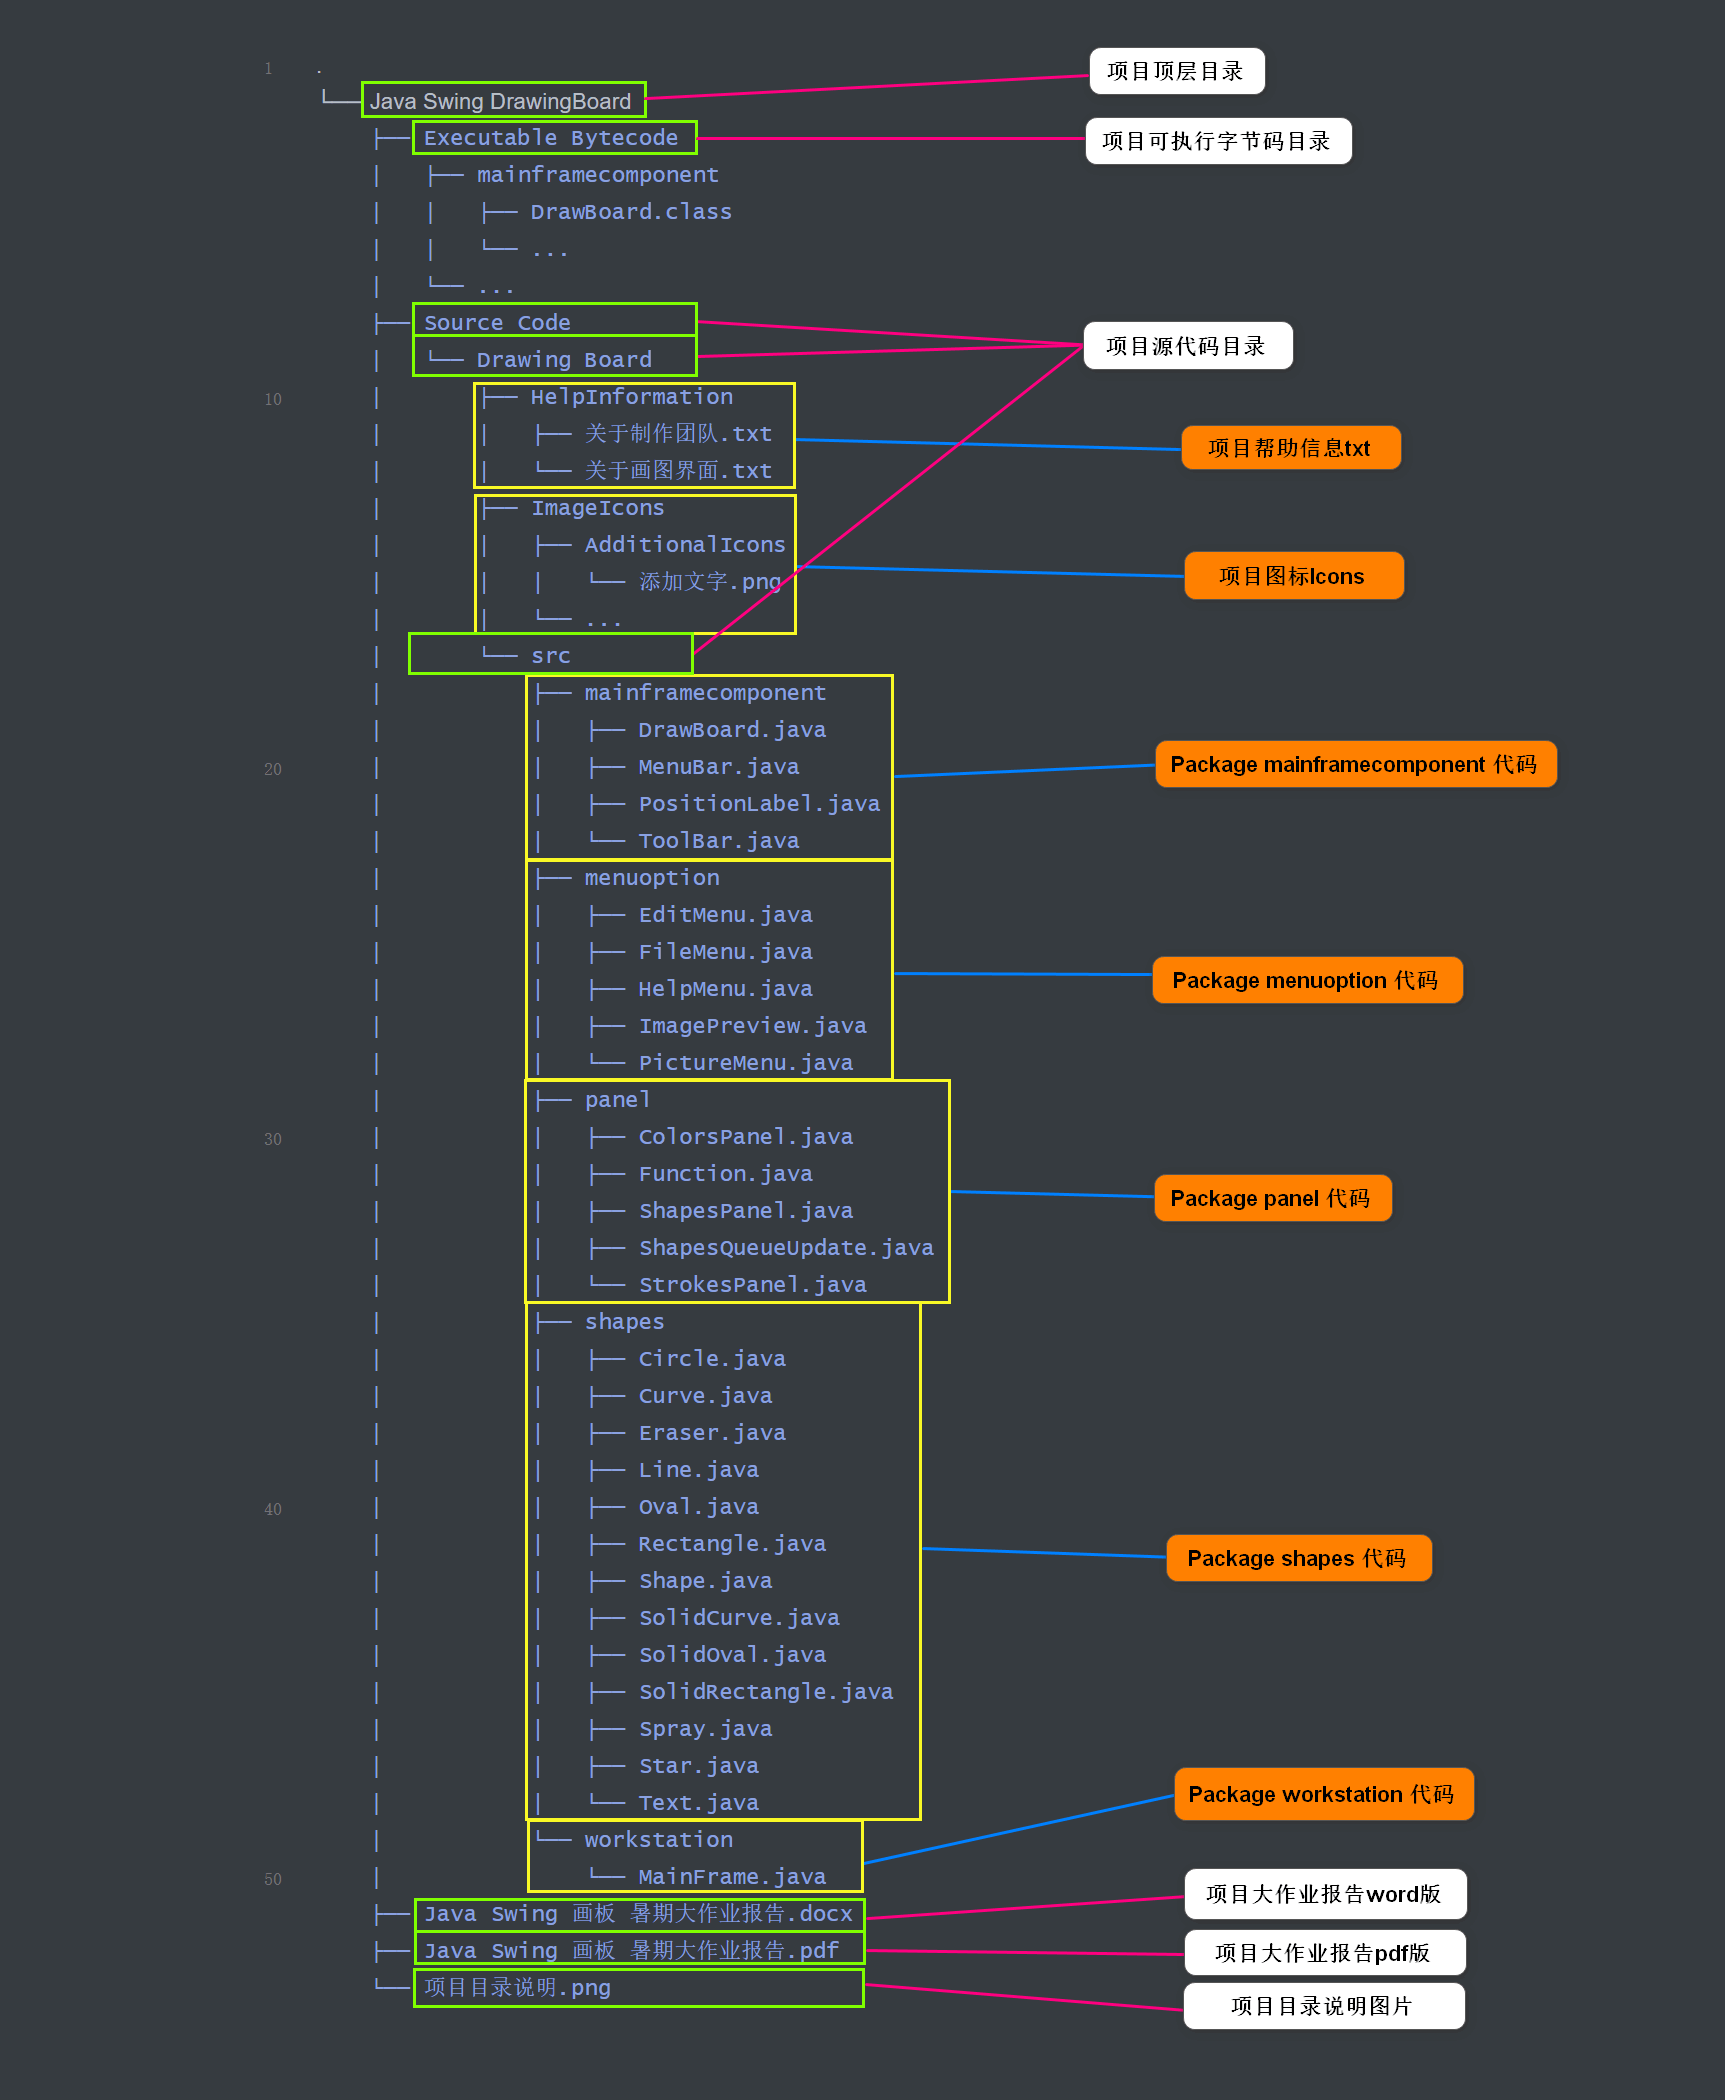 1 .
└── Java Swing DrawingBoard 项目顶层目录
├── Executable Bytecode 项目可执行字节码目录
│   ├── mainframecomponent
│   │   ├── DrawBoard.class
│   │   └── ...
│   └── ...
├── Source Code
│   └── Drawing Board 项目源代码目录
10 │       ├── HelpInformation
│       │   ├── 关于制作团队.txt 项目帮助信息txt
│       │   └── 关于画图界面.txt
│       ├── ImageIcons
│       │   ├── AdditionalIcons
│       │   │   └── 添加文字.png 项目图标Icons
│       │   └── ...
│       └── src
│           ├── mainframecomponent
│           │   ├── DrawBoard.java
20 │           │   ├── MenuBar.java Package mainframecomponent 代码
│           │   ├── PositionLabel.java
│           │   └── ToolBar.java
│           ├── menuoption
│           │   ├── EditMenu.java
│           │   ├── FileMenu.java
│           │   ├── HelpMenu.java Package menuoption 代码
│           │   ├── ImagePreview.java
│           │   └── PictureMenu.java
│           ├── panel
30 │           │   ├── ColorsPanel.java
│           │   ├── Function.java
│           │   ├── ShapesPanel.java Package panel 代码
│           │   ├── ShapesQueueUpdate.java
│           │   └── StrokesPanel.java
│           ├── shapes
│           │   ├── Circle.java
│           │   ├── Curve.java
│           │   ├── Eraser.java
│           │   ├── Line.java
40 │           │   ├── Oval.java
│           │   ├── Rectangle.java Package shapes 代码
│           │   ├── Shape.java
│           │   ├── SolidCurve.java
│           │   ├── SolidOval.java
│           │   ├── SolidRectangle.java
│           │   ├── Spray.java
│           │   ├── Star.java
│           │   └── Text.java Package workstation 代码
│           └── workstation
50 │               └── MainFrame.java
├── Java Swing 画板 暑期大作业报告.docx 项目大作业报告word版
├── Java Swing 画板 暑期大作业报告.pdf 项目大作业报告pdf版
└── 项目目录说明.png 项目目录说明图片